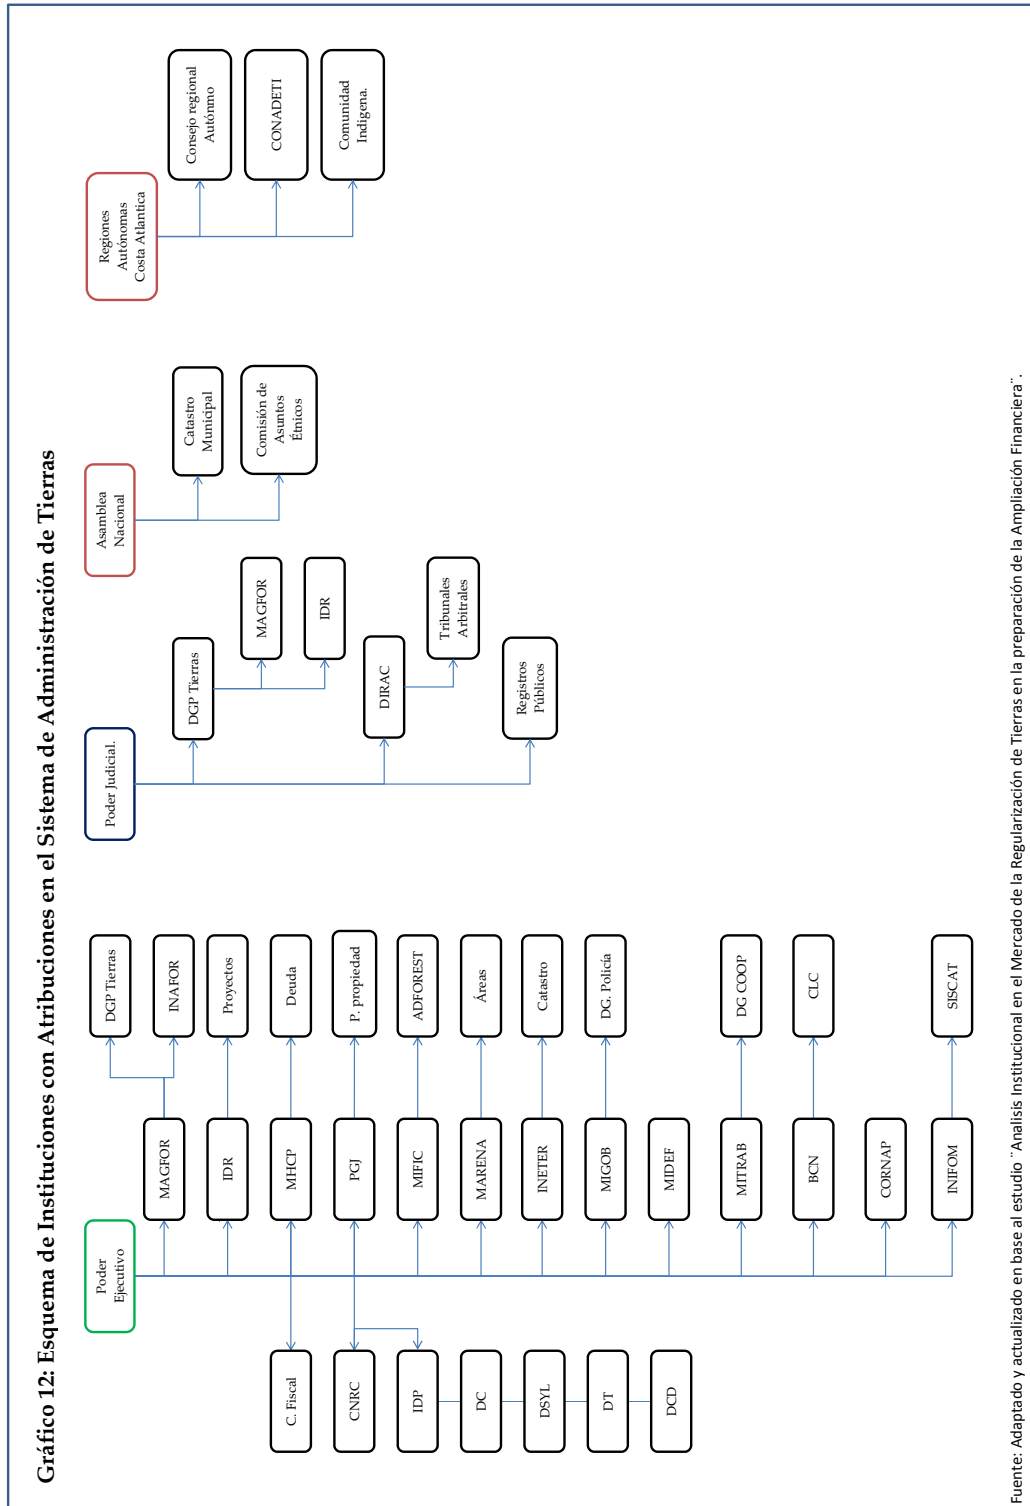 Gráfico 12: Esquema de Instituciones con Atribuciones en el Sistema de Administración de Tierras
Poder
Ejecutivo
MAGFOR
DGP Tierras
INAFOR
IDR
Proyectos
C. Fiscal
MHCP
Deuda
CNRC
PGJ
P. propiedad
IDP
MIFIC
ADFOREST
DC
MARENA
Áreas
DSYL
INETER
Catastro
DT
MIGOB
DG. Policía
DCD
MIDEF
MITRAB
DG COOP
BCN
CLC
CORNAP
INIFOM
SISCAT
Poder Judicial.
DGP Tierras
MAGFOR
IDR
DIRAC
Tribunales
Arbitrales
Registros
Públicos
Asamblea
Nacional
Catastro
Municipal
Comisión de
Asuntos
Étnicos
Regiones
Autónomas
Costa Atlantica
Consejo regional
Autónmo
CONADETI
Comunidad
Indigena.
Fuente: Adaptado y actualizado en base al estudio ¨Analisis Institucional en el Mercado de la Regularización de Tierras en la preparación de la Ampliación Financiera¨.